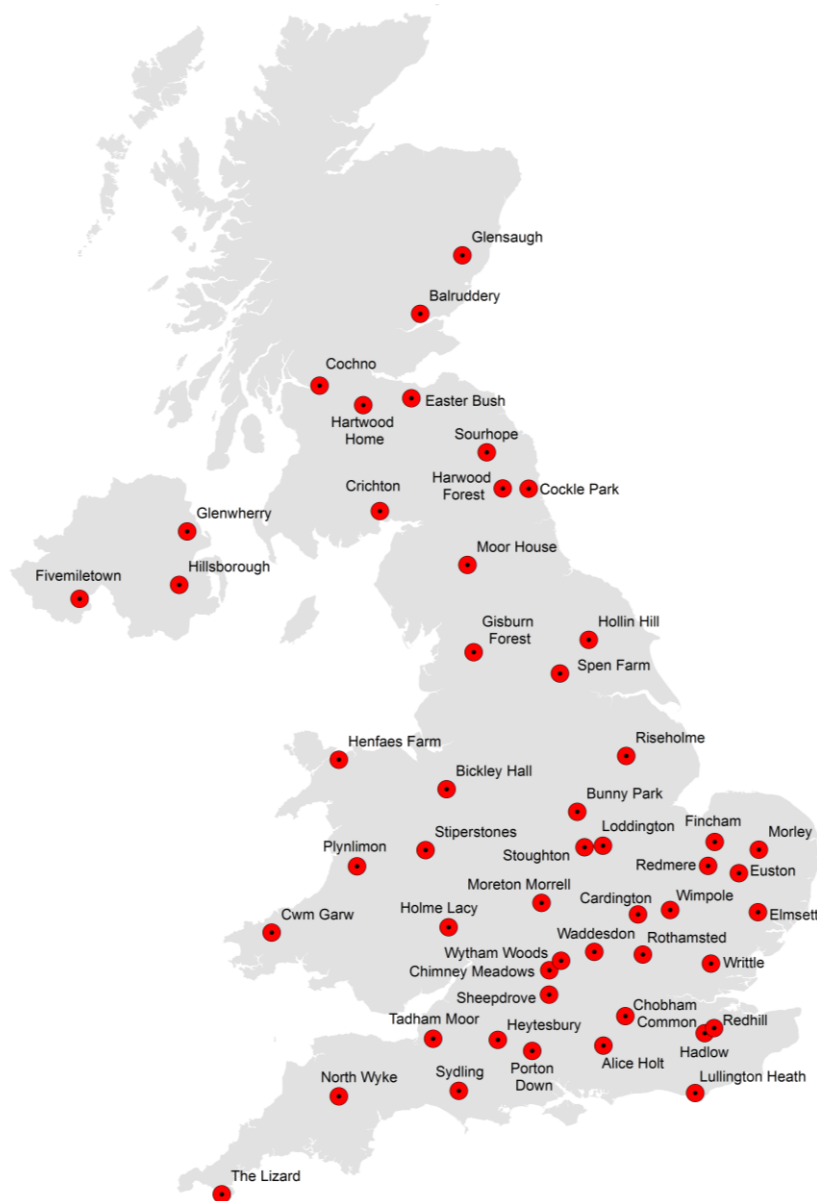 Glensaugh
Balruddery
Cochno
Easter Bush
Hartwood
Home
Sourhope
Harwood
Forest
Cockle Park
Crichton
Glenwherry
Moor House
Hillsborough
Fivemiletown
Hollin Hill
Gisburn
Forest
Spen Farm
Riseholme
Henfaes Farm
Bickley Hall
Bunny Park
Stiperstones
Loddington
Fincham
Morley
Stoughton
Plynlimon
Redmere
Euston
Moreton Morrell
Cardington
Wimpole
Elmsett
Cwm Garw
Holme Lacy
Waddesdon
Rothamsted
Wytham Woods
Chimney Meadows
Writtle
Sheepdrove
Chobham
Common
Redhill
Tadham Moor
Heytesbury
Hadlow
Porton
Down
Alice Holt
Lullington Heath
North Wyke
Sydling
The Lizard